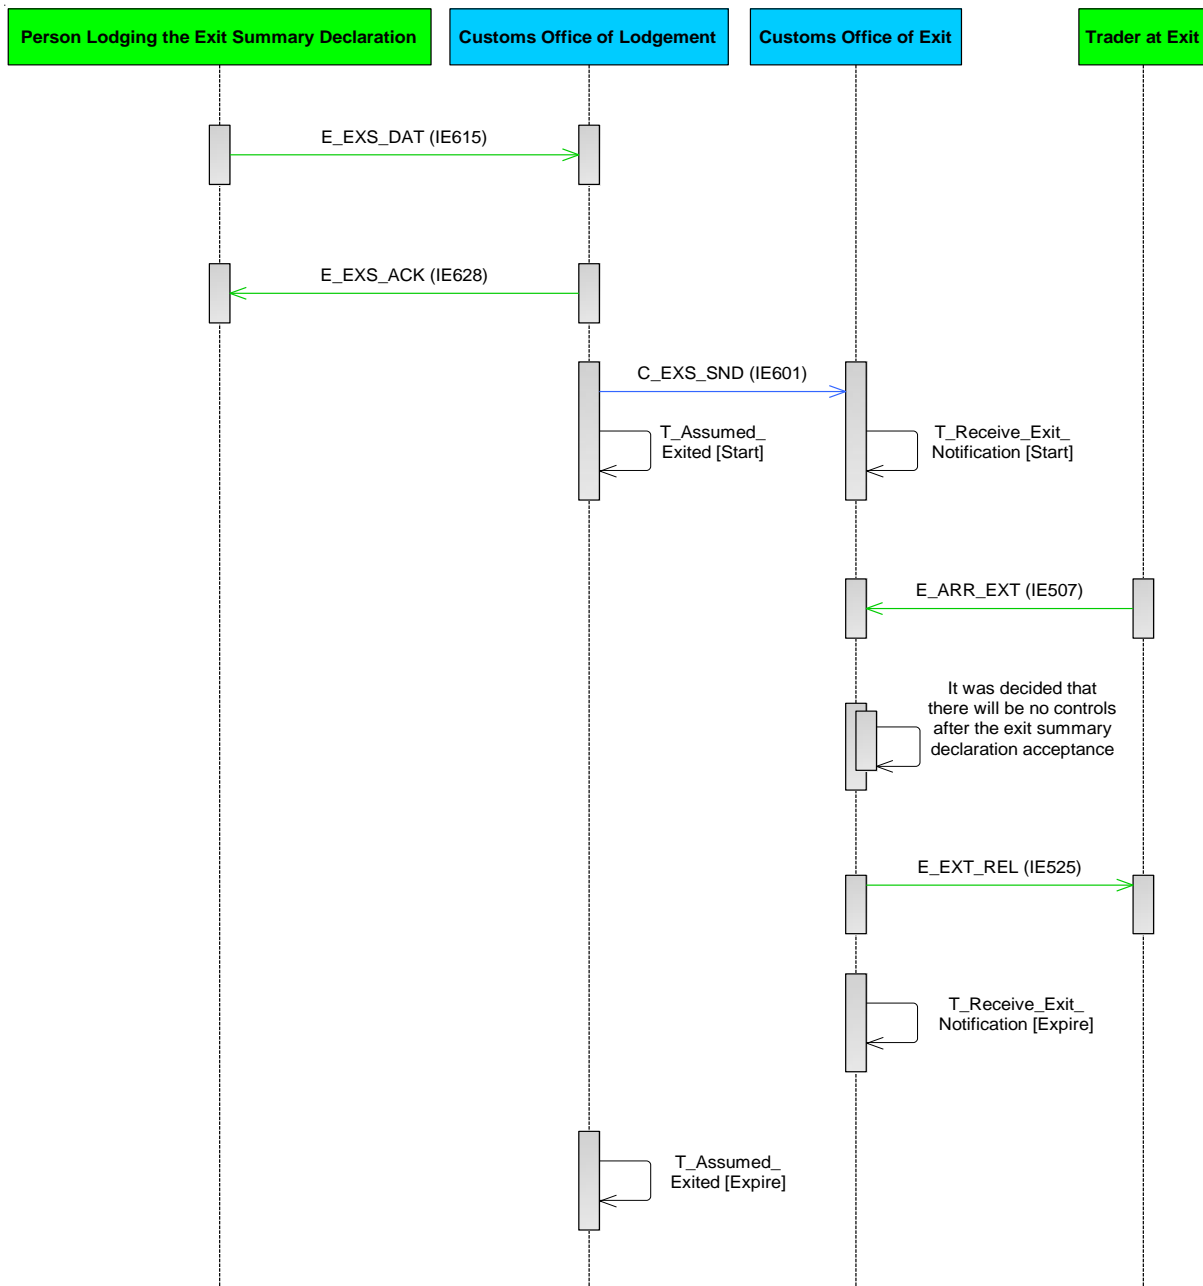 Person Lodging the Exit Summary Declaration
Customs Office of Lodgement
Customs Office of Exit
Trader at Exit
E_EXS_DAT (IE615)
E_EXS_ACK (IE628)
C_EXS_SND (IE601)
T_Assumed_
Exited [Start]
T_Receive_Exit_
Notification [Start]
E_ARR_EXT (IE507)
It was decided that
there will be no controls
after the exit summary
declaration acceptance
E_EXT_REL (IE525)
T_Receive_Exit_
Notification [Expire]
T_Assumed_
Exited [Expire]